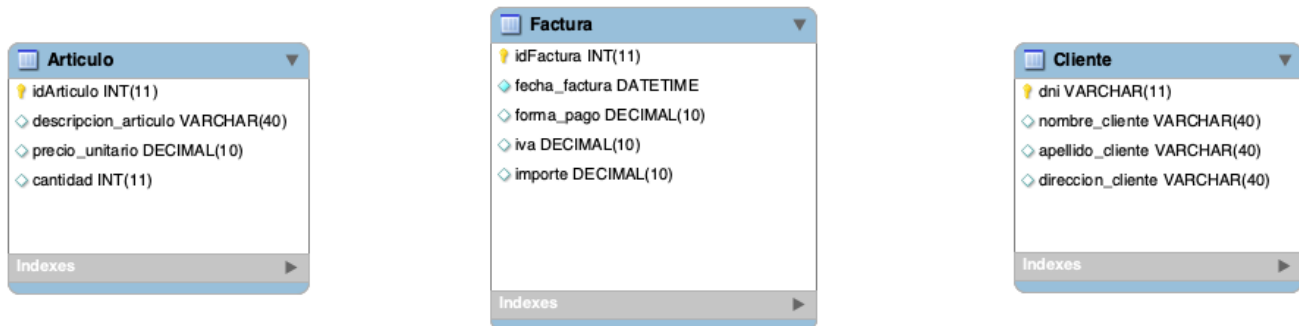 Articulo
idArticulo INT(11)
descripcion_articulo VARCHAR(40)
precio_unitario DECIMAL(10)
cantidad INT(11)
Indexes
Factura
idFactura INT(11)
fecha_factura DATETIME
forma_pago DECIMAL(10)
iva DECIMAL(10)
importe DECIMAL(10)
Indexes
Cliente
dni VARCHAR(11)
nombre_cliente VARCHAR(40)
apellido_cliente VARCHAR(40)
direccion_cliente VARCHAR(40)
Indexes